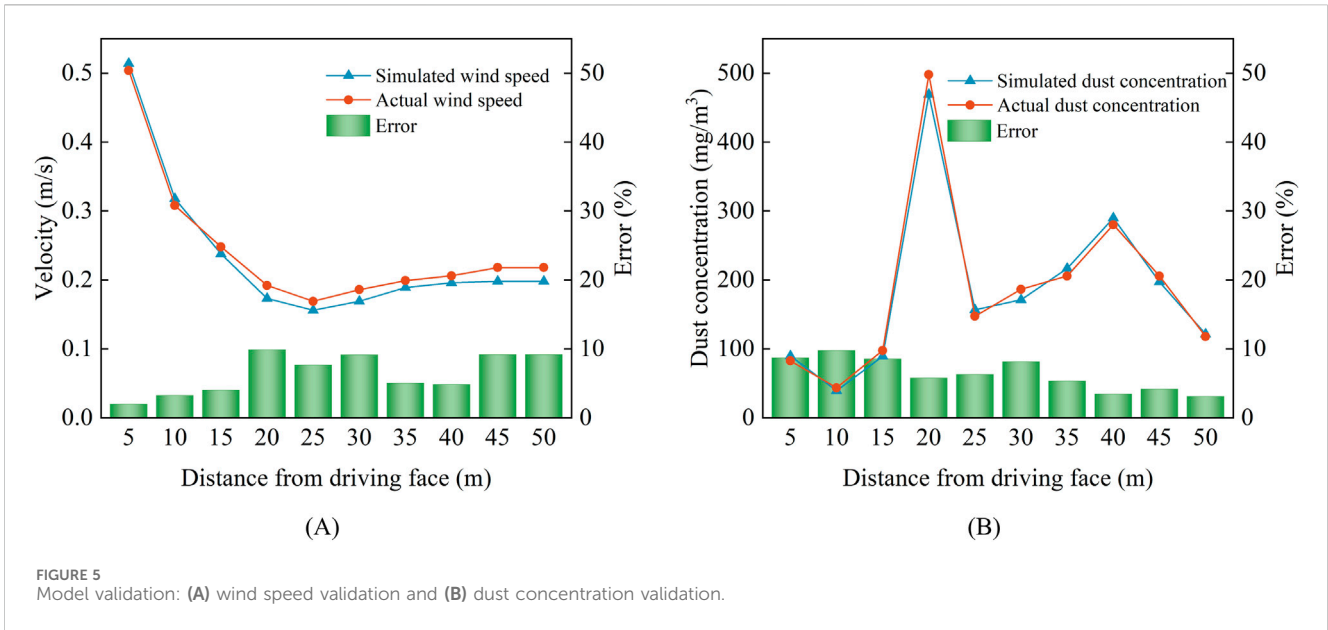 Simulated wind speed
Actual wind speed
Error
0.5
0.4
0.3
0.2
0.1
0.0
Velocity (m/s)
50
40
30
20
10
0
Error (%)
5 10 15 20 25 30 35 40 45 50
Distance from driving face (m)
(A)
Simulated dust concentration
Actual dust concentration
Error
500
400
300
200
100
0
Dust concentration (mg/m³)
50
40
30
20
10
0
Error (%)
5 10 15 20 25 30 35 40 45 50
Distance from driving face (m)
(B)
FIGURE 5
Model validation: (A) wind speed validation and (B) dust concentration validation.